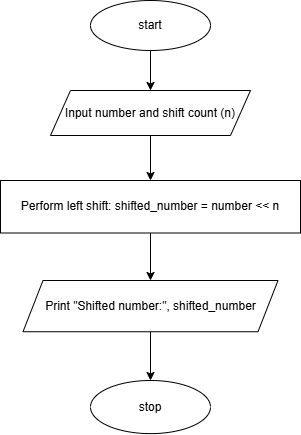 start
Input number and shift count (n)
Perform left shift: shifted_number = number << n
Print "Shifted number:", shifted_number
stop